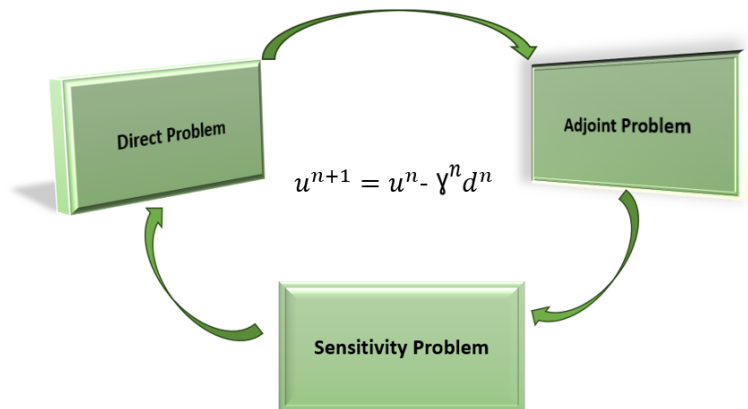 Direct Problem
Adjoint Problem
uⁿ⁺¹ = uⁿ- ɣⁿdⁿ
Sensitivity Problem